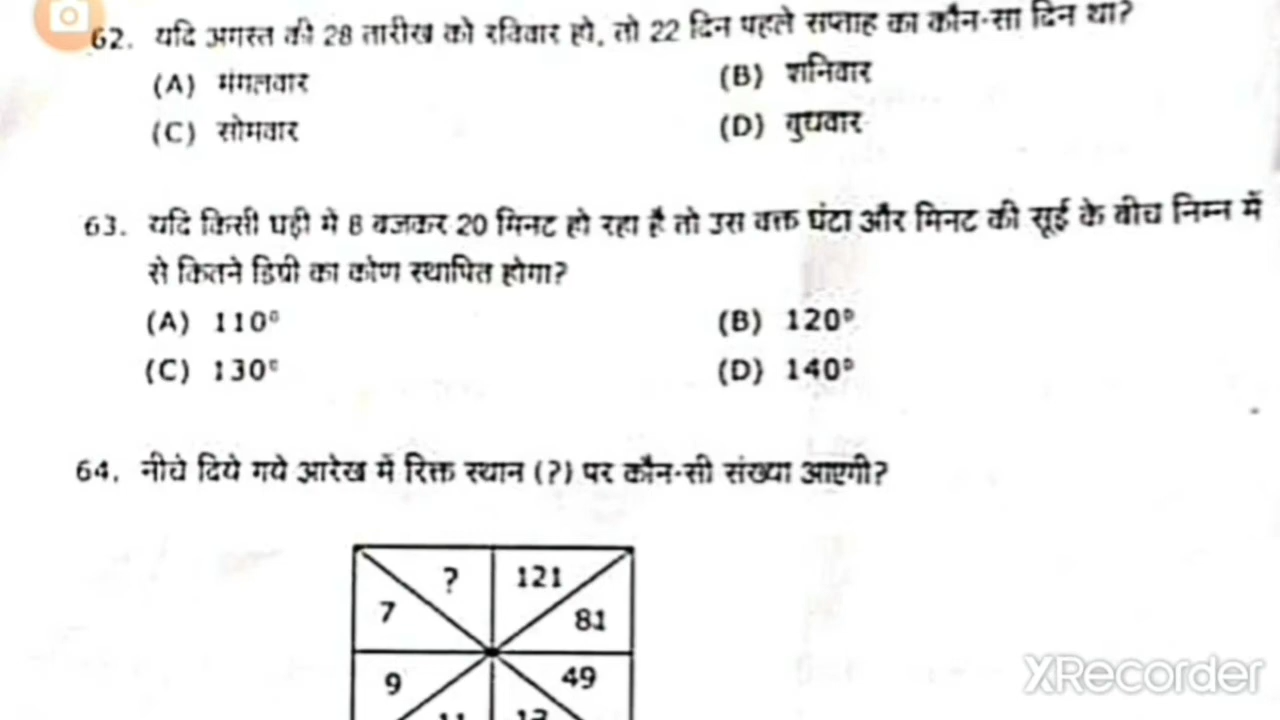 62. यदि अगस्त की 28 तारीख को रविवार हो, तो 22 दिन पहले सप्ताह का कौन-सा दिन था?
(A) मंगलवार (B) शनिवार
(C) सोमवार (D) बुधवार
63. यदि किसी घड़ी मे 8 बजकर 20 मिनट हो रहा है तो उस वक्त घंटा और मिनट की सूई के बीच निम्न में
से कितने डिग्री का कोण स्थापित होगा?
(A) 110° (B) 120°
(C) 130° (D) 140°
64. नीचे दिये गये आरेख में रिक्त स्थान (?) पर कौन-सी संख्या आएगी?
? 121
7 81
9 49
XRecorder